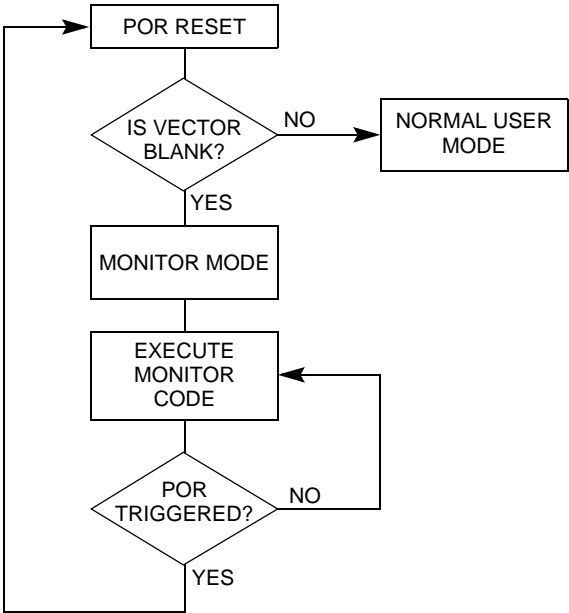 POR RESET
IS VECTOR
BLANK?
NO
NORMAL USER
MODE
YES
MONITOR MODE
EXECUTE
MONITOR
CODE
POR
TRIGGERED?
NO
YES